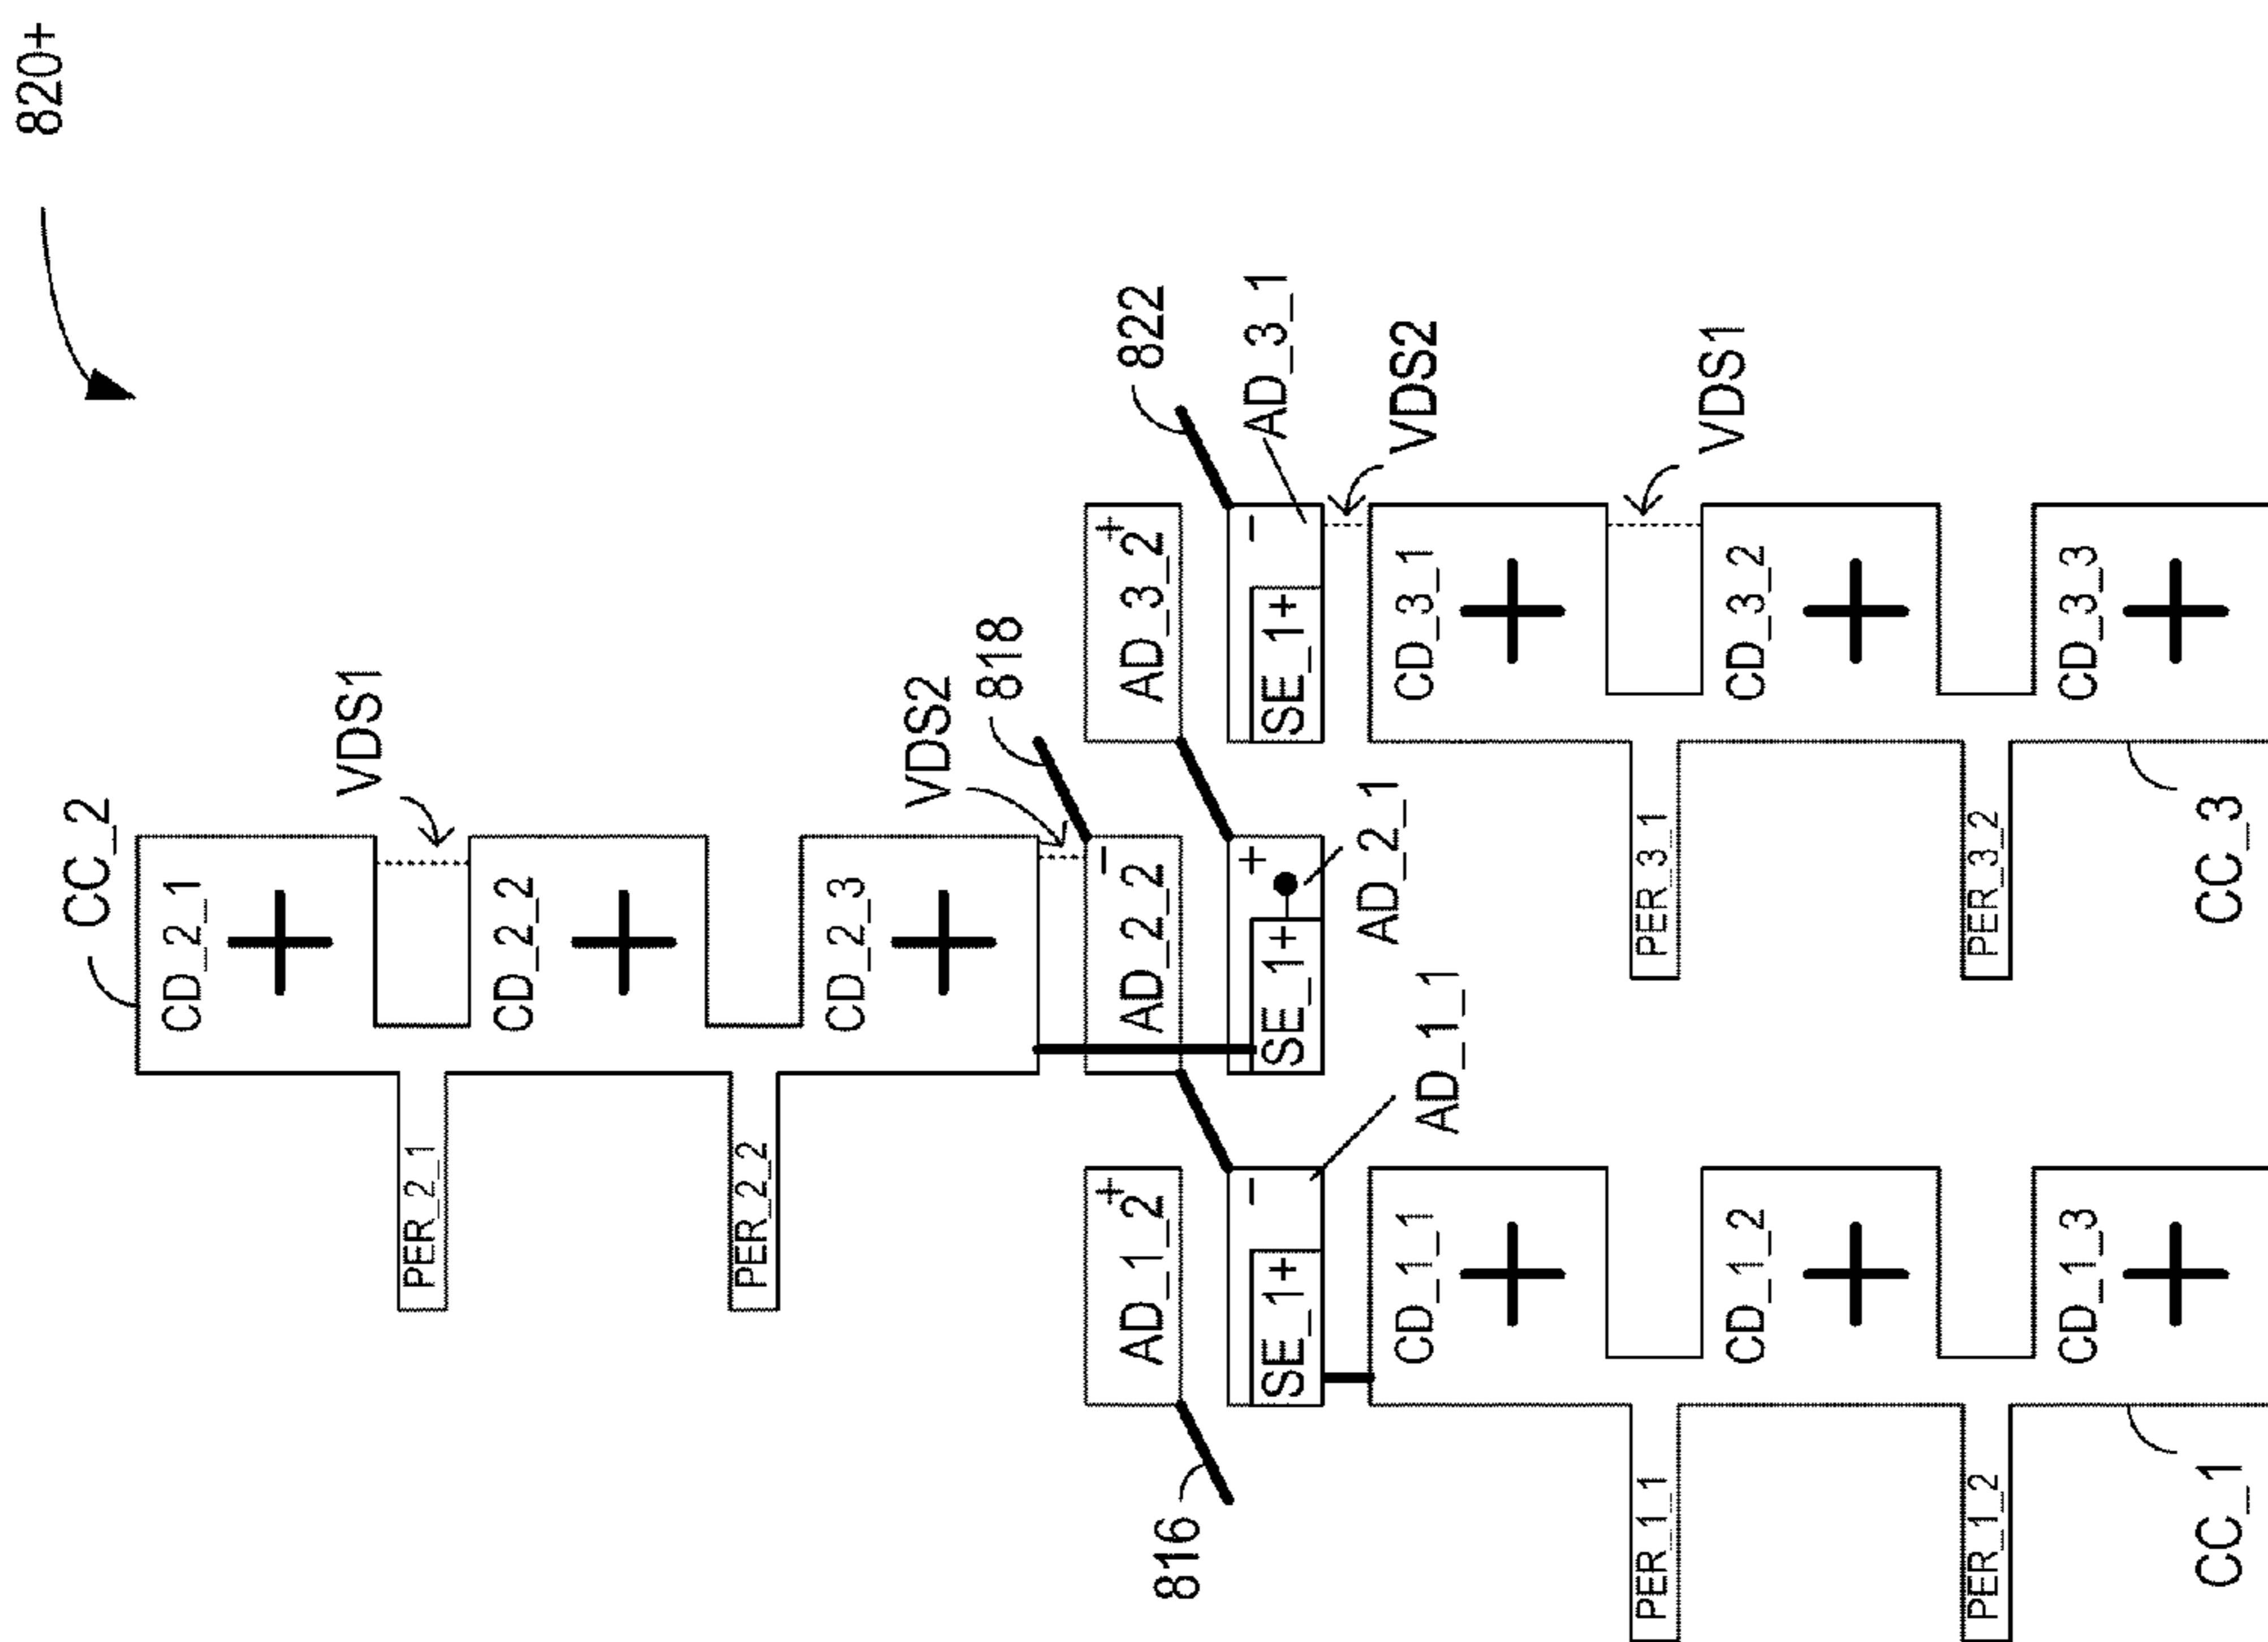 820+
CC_2
CD_2_1
VDS1
CD_2_2
CD_2_3
PER_2_1
PER_2_2
VDS2
818
822
AD_1_2
+
AD_2_2
−
AD_3_2
+
AD_3_1
816
SE_1+
−
SE_1+
+
SE_1+
−
AD_1_1
AD_2_1
VDS2
CD_1_1
CD_3_1
VDS1
PER_1_1
PER_3_1
CD_1_2
CD_3_2
PER_1_2
PER_3_2
CD_1_3
CD_3_3
CC_1
CC_3